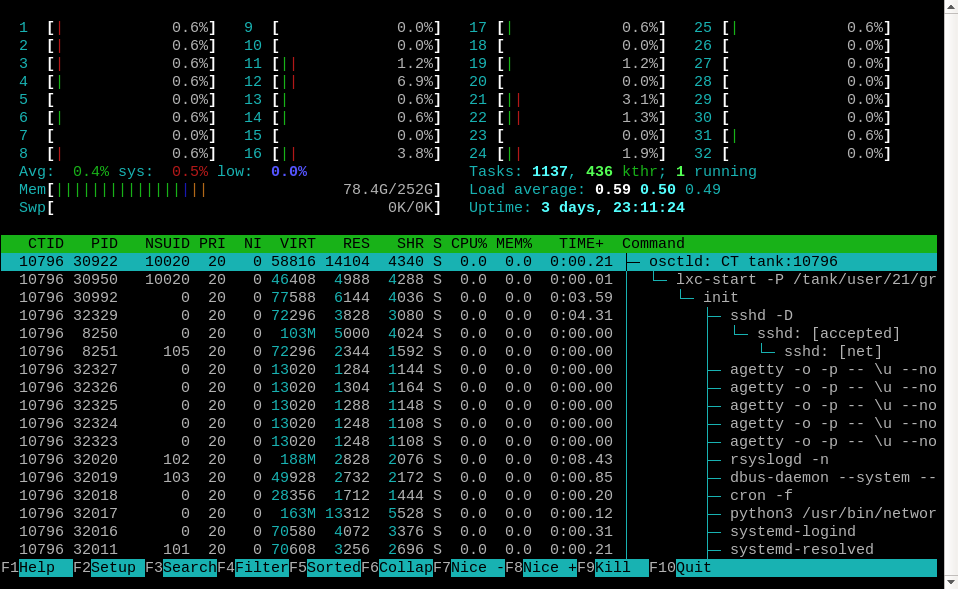 1 [| 0.6%] 9 [ 0.0%] 17 [| 0.6%] 25 [| 0.6%]
2 [| 0.6%] 10 [ 0.0%] 18 [ 0.0%] 26 [ 0.0%]
3 [| 0.6%] 11 [|| 1.2%] 19 [| 1.2%] 27 [ 0.0%]
4 [| 0.6%] 12 [|| 6.9%] 20 [ 0.0%] 28 [ 0.0%]
5 [ 0.0%] 13 [| 0.6%] 21 [|| 3.1%] 29 [ 0.0%]
6 [| 0.6%] 14 [| 0.6%] 22 [|| 1.3%] 30 [ 0.0%]
7 [ 0.0%] 15 [ 0.0%] 23 [ 0.0%] 31 [| 0.6%]
8 [| 0.6%] 16 [|| 3.8%] 24 [|| 1.9%] 32 [ 0.0%]
Avg: 0.4% sys: 0.5% low: 0.0% Tasks: 1137, 436 kthr; 1 running
Mem[||||||||||||||||| 78.4G/252G] Load average: 0.59 0.50 0.49
Swp[ 0K/0K] Uptime: 3 days, 23:11:24
CTID PID NSUID PRI NI VIRT RES SHR S CPU% MEM% TIME+ Command
10796 30922 10020 20 0 58816 14104 4340 S 0.0 0.0 0:00.21 ├─ osctld: CT tank:10796
10796 30950 10020 20 0 46408 4988 4288 S 0.0 0.0 0:00.01 │ └─ lxc-start -P /tank/user/21/gr
10796 30992 0 20 0 77588 6144 4036 S 0.0 0.0 0:03.59 │ └─ init
10796 32329 0 20 0 72296 3828 3080 S 0.0 0.0 0:04.31 │ ├─ sshd -D
10796 8250 0 20 0 103M 5000 4024 S 0.0 0.0 0:00.00 │ │ └─ sshd: [accepted]
10796 8251 105 20 0 72296 2344 1592 S 0.0 0.0 0:00.00 │ │ └─ sshd: [net]
10796 32327 0 20 0 13020 1284 1144 S 0.0 0.0 0:00.00 │ ├─ agetty -o -p -- \u --no
10796 32326 0 20 0 13020 1304 1164 S 0.0 0.0 0:00.00 │ ├─ agetty -o -p -- \u --no
10796 32325 0 20 0 13020 1288 1148 S 0.0 0.0 0:00.00 │ ├─ agetty -o -p -- \u --no
10796 32324 0 20 0 13020 1248 1108 S 0.0 0.0 0:00.00 │ ├─ agetty -o -p -- \u --no
10796 32323 0 20 0 13020 1248 1108 S 0.0 0.0 0:00.00 │ ├─ agetty -o -p -- \u --no
10796 32020 102 20 0 188M 2828 2076 S 0.0 0.0 0:08.43 │ ├─ rsyslogd -n
10796 32019 103 20 0 49928 2732 2172 S 0.0 0.0 0:00.85 │ ├─ dbus-daemon --system --
10796 32018 0 20 0 28356 1712 1444 S 0.0 0.0 0:00.20 │ ├─ cron -f
10796 32017 0 20 0 163M 13312 5528 S 0.0 0.0 0:00.12 │ ├─ python3 /usr/bin/networ
10796 32016 0 20 0 70580 4072 3376 S 0.0 0.0 0:00.31 │ ├─ systemd-logind
10796 32011 101 20 0 70608 3256 2696 S 0.0 0.0 0:00.21 │ ├─ systemd-resolved
F1Help F2Setup F3SearchF4FilterF5SortedF6CollapF7Nice -F8Nice +F9Kill F10Quit